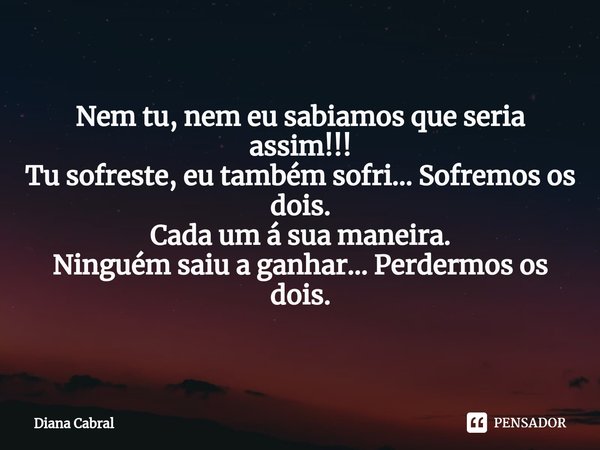 Nem tu, nem eu sabiamos que seria
assim!!!
Tu sofreste, eu também sofri... Sofremos os
dois.
Cada um á sua maneira.
Ninguém saiu a ganhar... Perdermos os
dois.
Diana Cabral
PENSADOR